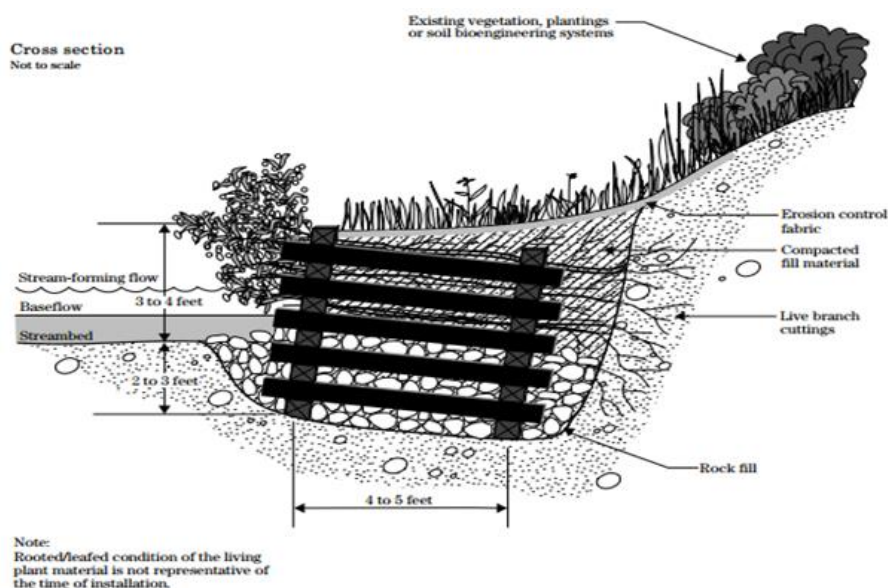 Cross section
Not to scale
Existing vegetation, plantings
or soil bioengineering systems
Erosion control
fabric
Compacted
fill material
Stream-forming flow
3 to 4 feet
Baseflow
Live branch
cuttings
Streambed
2 to 3 feet
Rock fill
4 to 5 feet
Note:
Rooted/leafed condition of the living
plant material is not representative of
the time of installation.